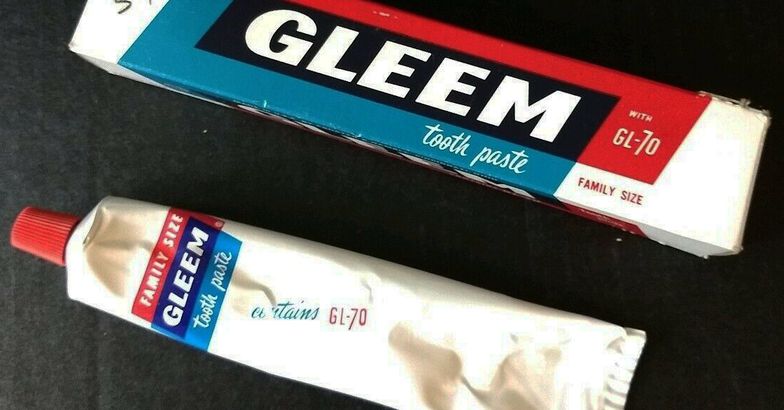 GLEEM
tooth paste
WITH
GL-70
FAMILY SIZE
FAMILY SIZE
GLEEM®
tooth paste
contains GL-70